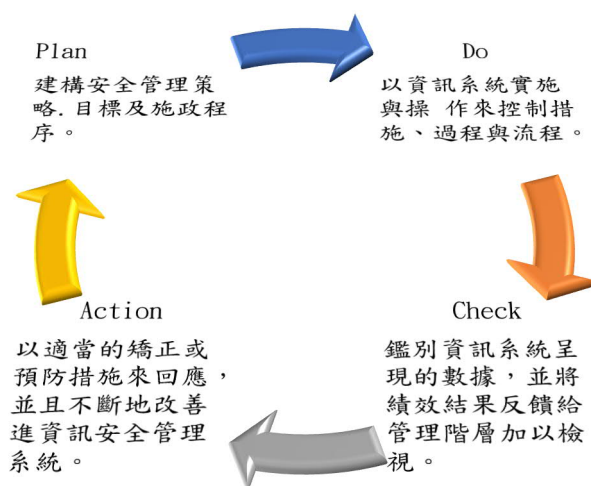 Plan
建構安全管理策
略.目標及施政程
序。
Do
以資訊系統實施
與操 作來控制措
施、過程與流程。
Action
以適當的矯正或
預防措施來回應，
並且不斷地改善
進資訊安全管理
系統。
Check
鑑別資訊系統呈
現的數據，並將
績效結果反饋給
管理階層加以檢
視。